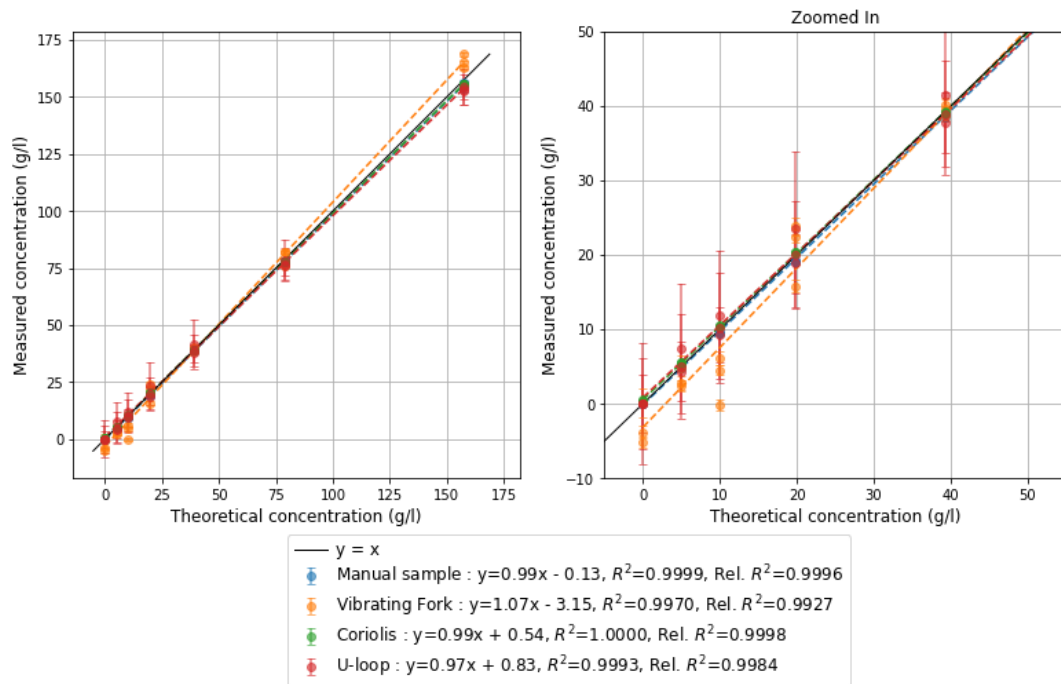 Zoomed In
Measured concentration (g/l)
175
150
125
100
75
50
25
0
0 25 50 75 100 125 150 175
Theoretical concentration (g/l)
Measured concentration (g/l)
50
40
30
20
10
0
−10
0 10 20 30 40 50
Theoretical concentration (g/l)
y = x
Manual sample : y=0.99x - 0.13, R²=0.9999, Rel. R²=0.9996
Vibrating Fork : y=1.07x - 3.15, R²=0.9970, Rel. R²=0.9927
Coriolis : y=0.99x + 0.54, R²=1.0000, Rel. R²=0.9998
U-loop : y=0.97x + 0.83, R²=0.9993, Rel. R²=0.9984